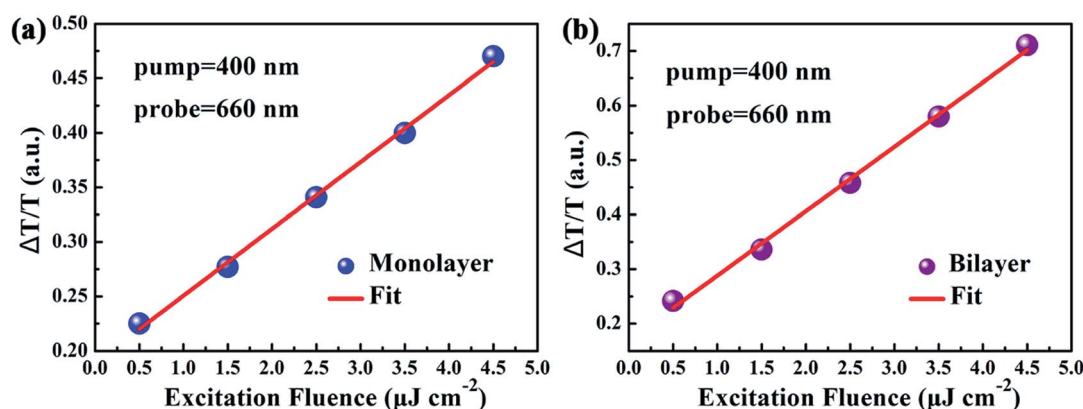 (a)
pump=400 nm
probe=660 nm
Monolayer
Fit
ΔT/T (a.u.)
0.50
0.45
0.40
0.35
0.30
0.25
0.20
0.0 0.5 1.0 1.5 2.0 2.5 3.0 3.5 4.0 4.5 5.0
Excitation Fluence (μJ cm⁻²)
(b)
pump=400 nm
probe=660 nm
Bilayer
Fit
ΔT/T (a.u.)
0.7
0.6
0.5
0.4
0.3
0.2
0.0 0.5 1.0 1.5 2.0 2.5 3.0 3.5 4.0 4.5 5.0
Excitation Fluence (μJ cm⁻²)